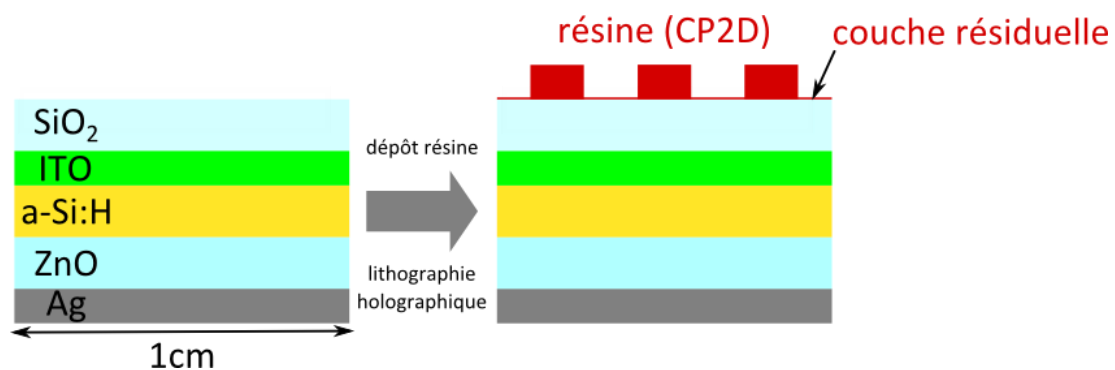 résine (CP2D)
couche résiduelle
SiO₂
ITO
a-Si:H
ZnO
Ag
1cm
dépôt résine
lithographie
holographique